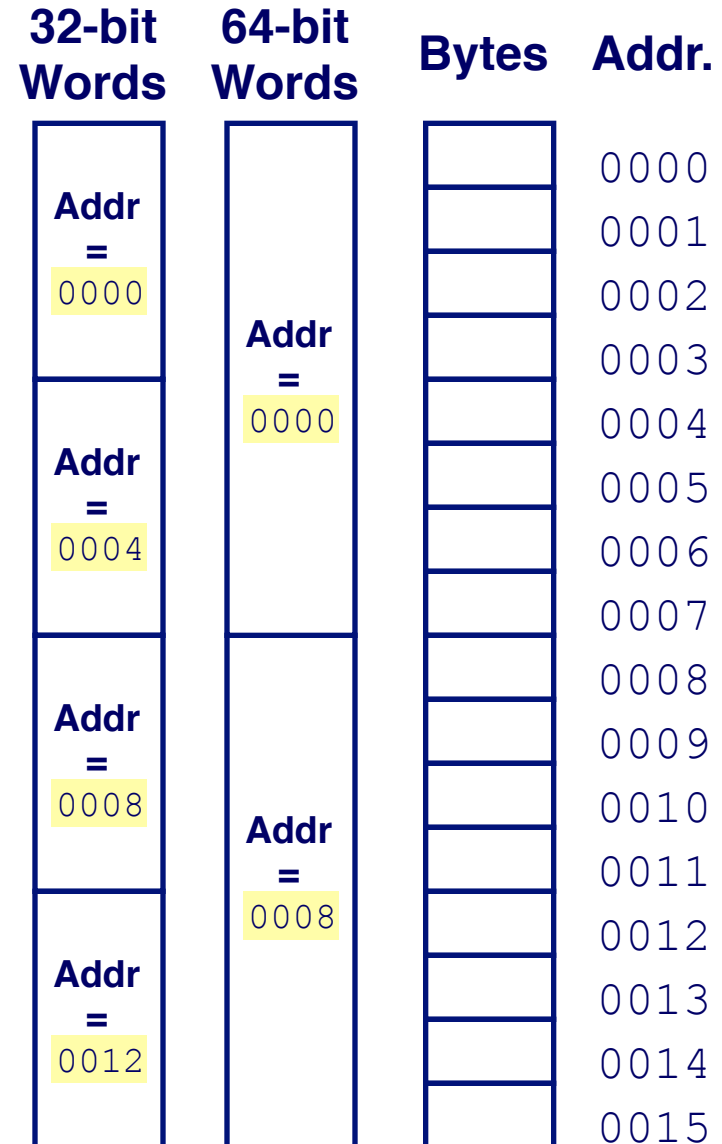 32-bit
Words
64-bit
Words
Bytes
Addr.
Addr
=
0000
Addr
=
0004
Addr
=
0008
Addr
=
0012
Addr
=
0000
Addr
=
0008
0000
0001
0002
0003
0004
0005
0006
0007
0008
0009
0010
0011
0012
0013
0014
0015